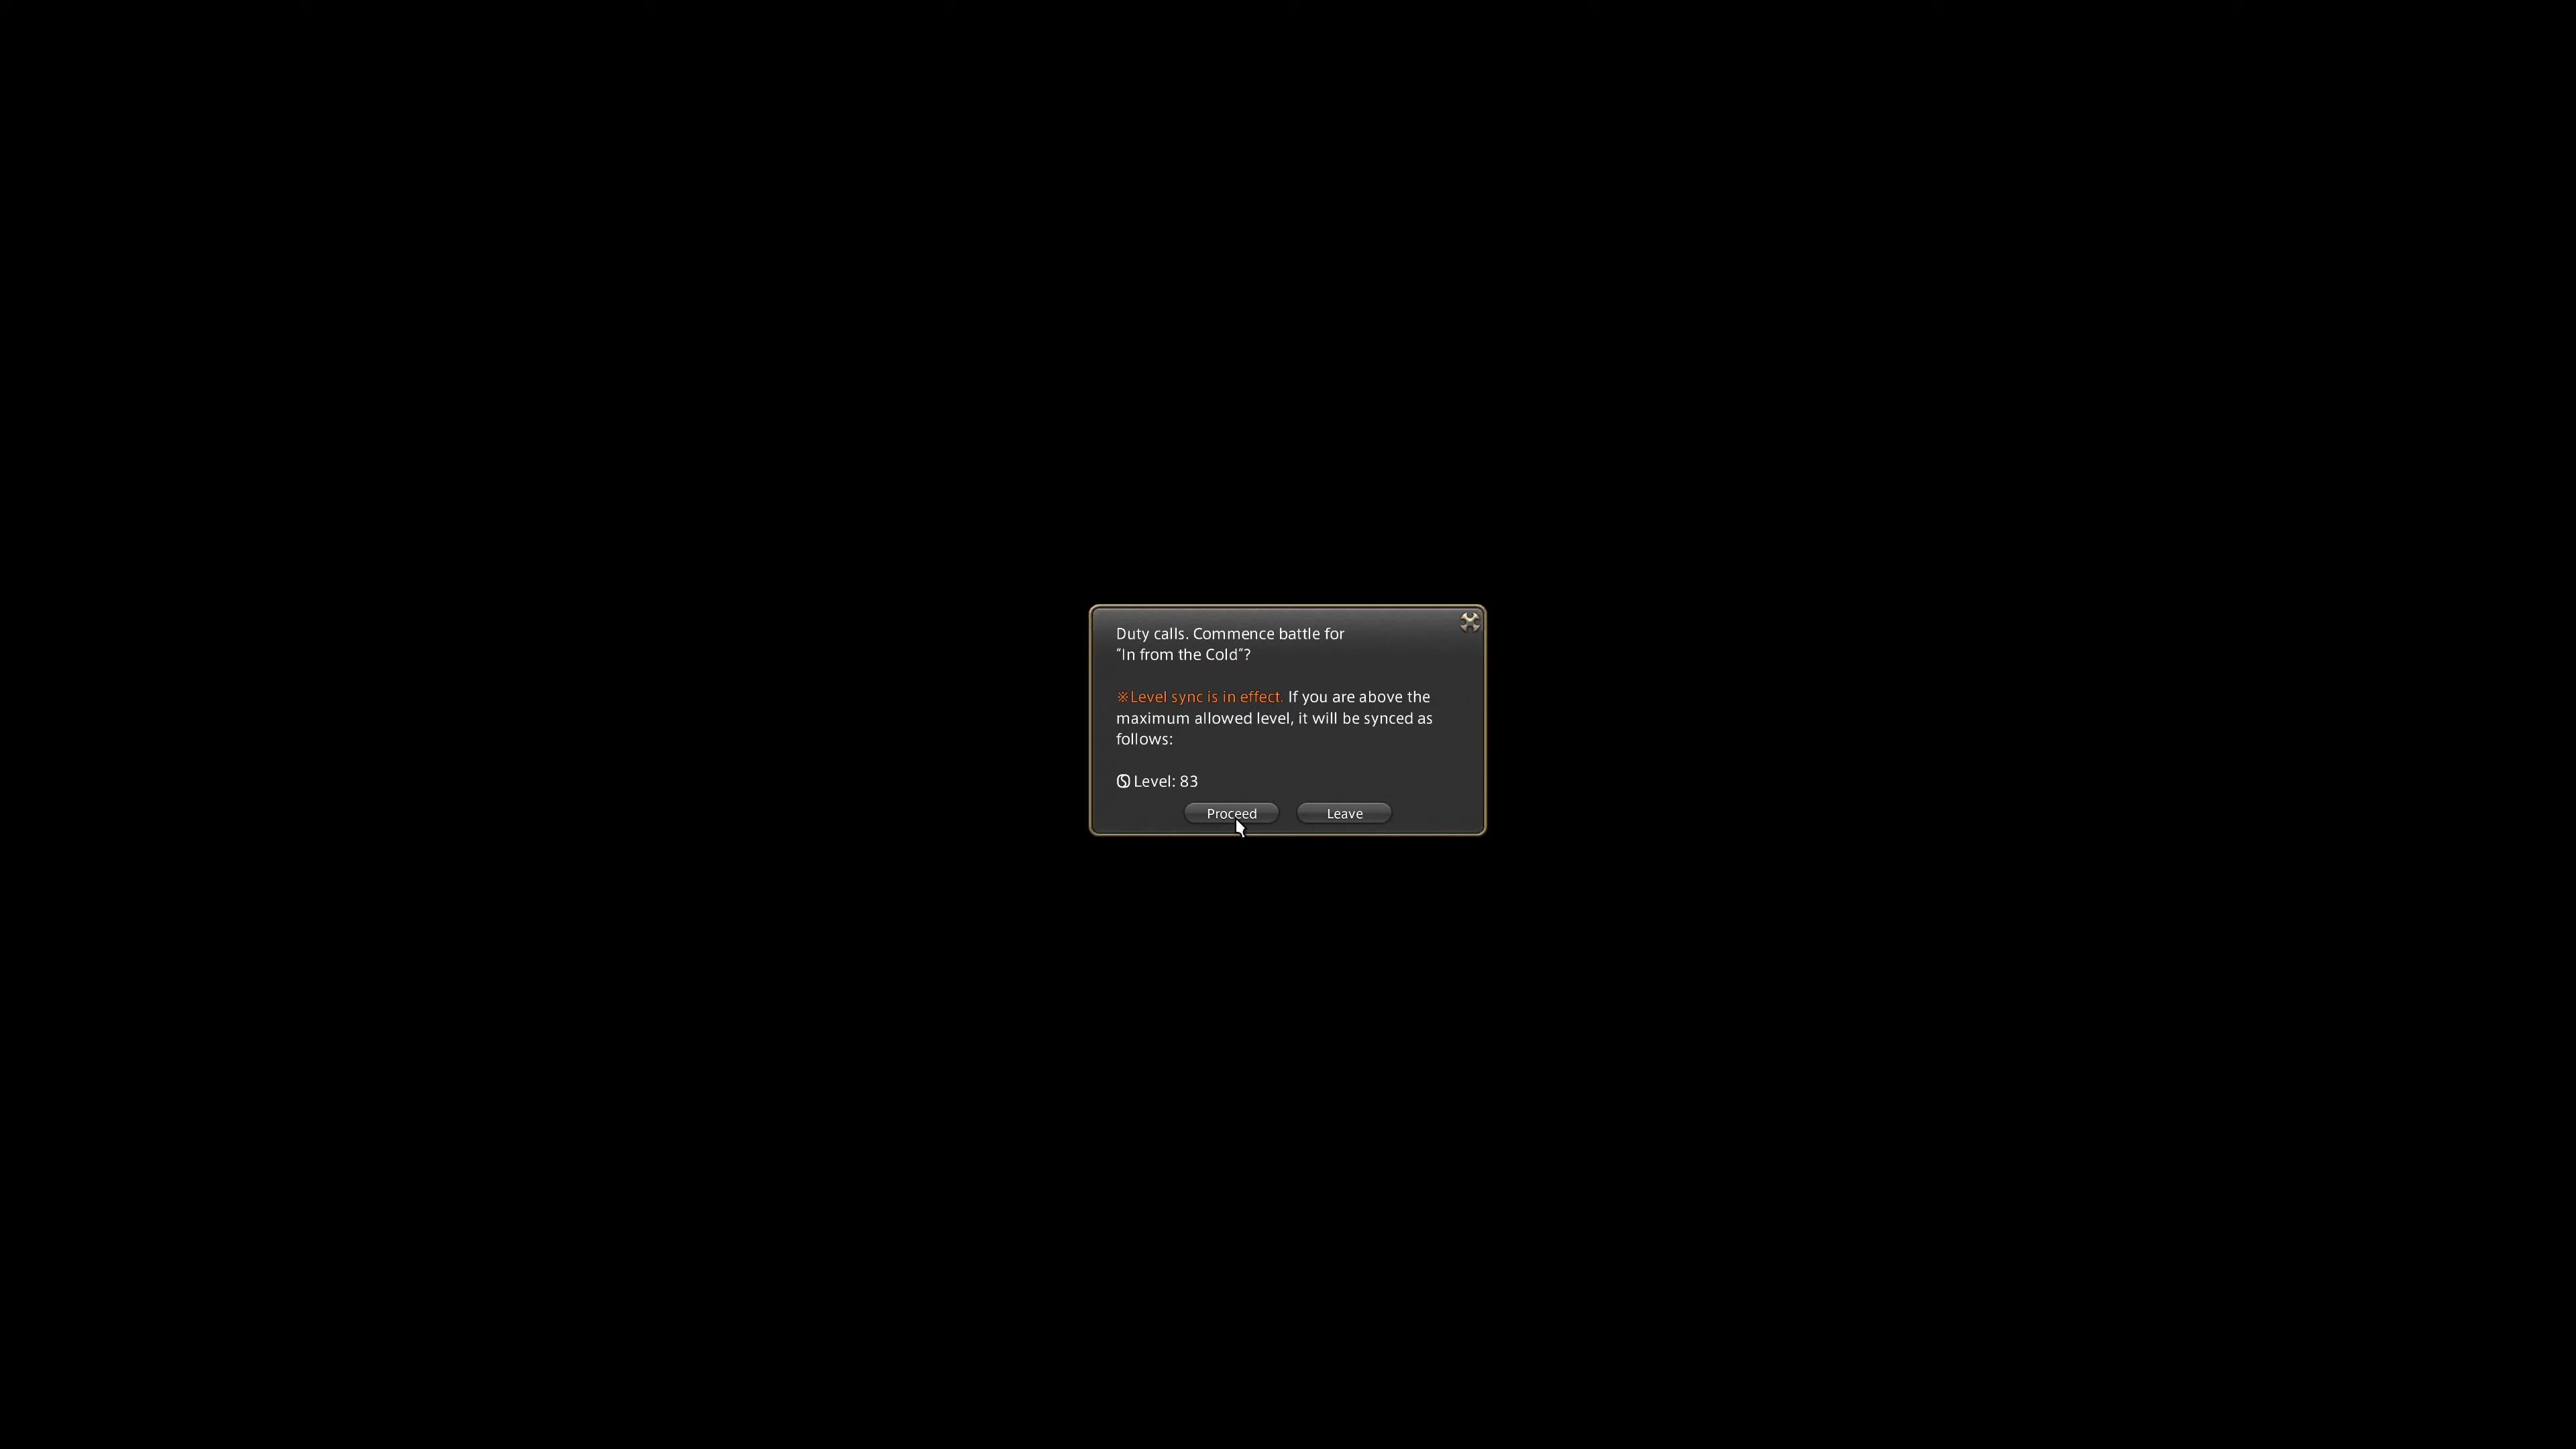 Duty calls. Commence battle for
“In from the Cold”?
※Level sync is in effect. If you are above the
maximum allowed level, it will be synced as
follows:
Level: 83
Proceed
Leave